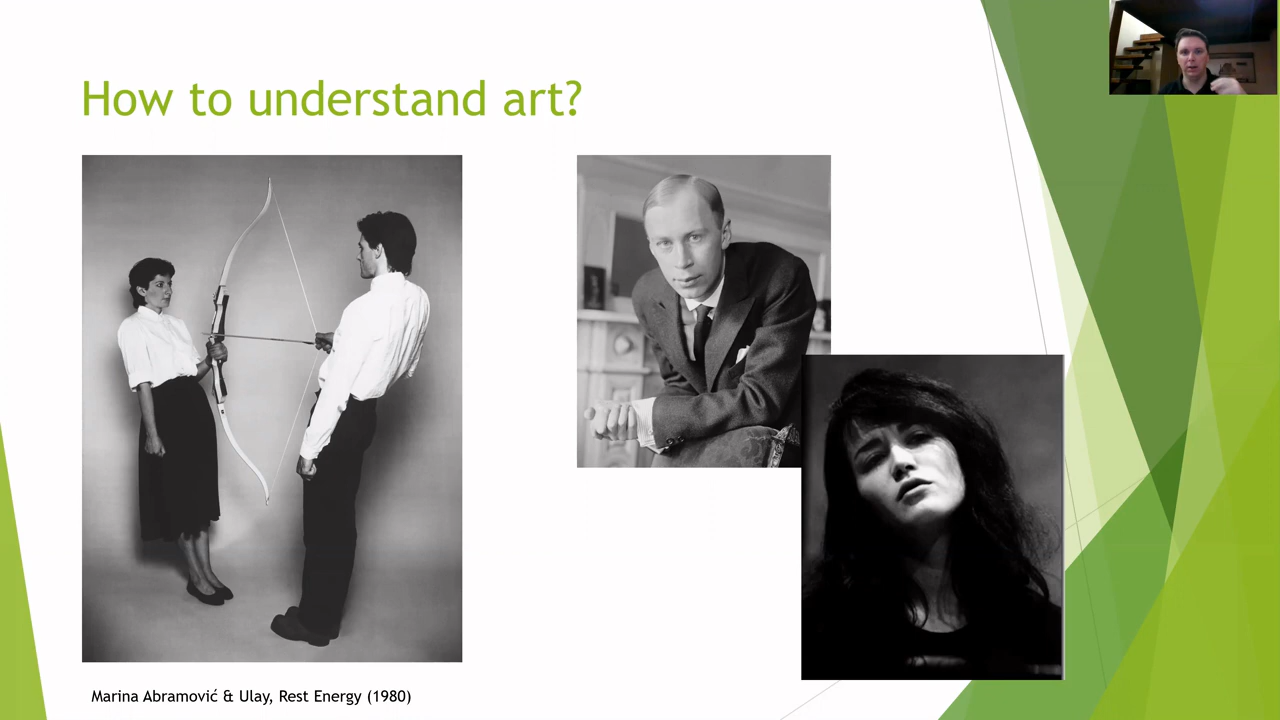 How to understand art?
Marina Abramović & Ulay, Rest Energy (1980)